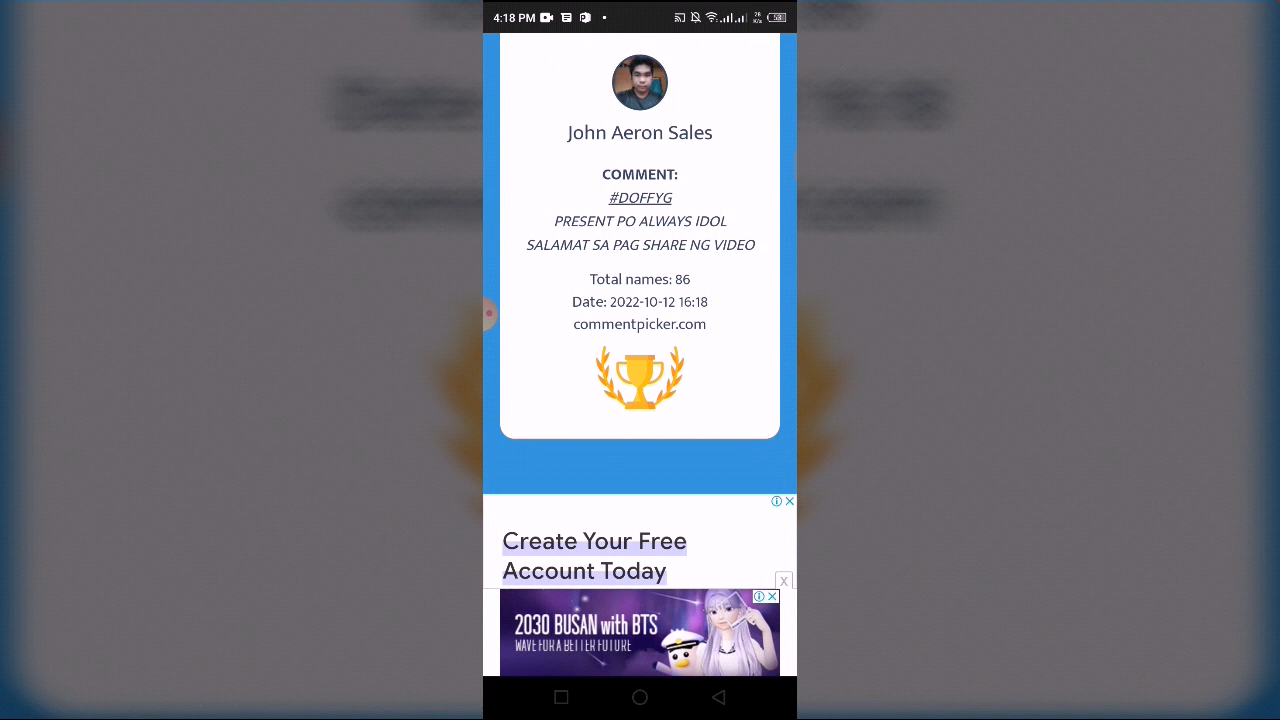 4:18 PM
28
K/s
53
John Aeron Sales
COMMENT:
#DOFFYG
PRESENT PO ALWAYS IDOL
SALAMAT SA PAG SHARE NG VIDEO
Total names: 86
Date: 2022-10-12 16:18
commentpicker.com
Create Your Free
Account Today
X
2030 BUSAN with BTS
WAVE FOR A BETTER FUTURE